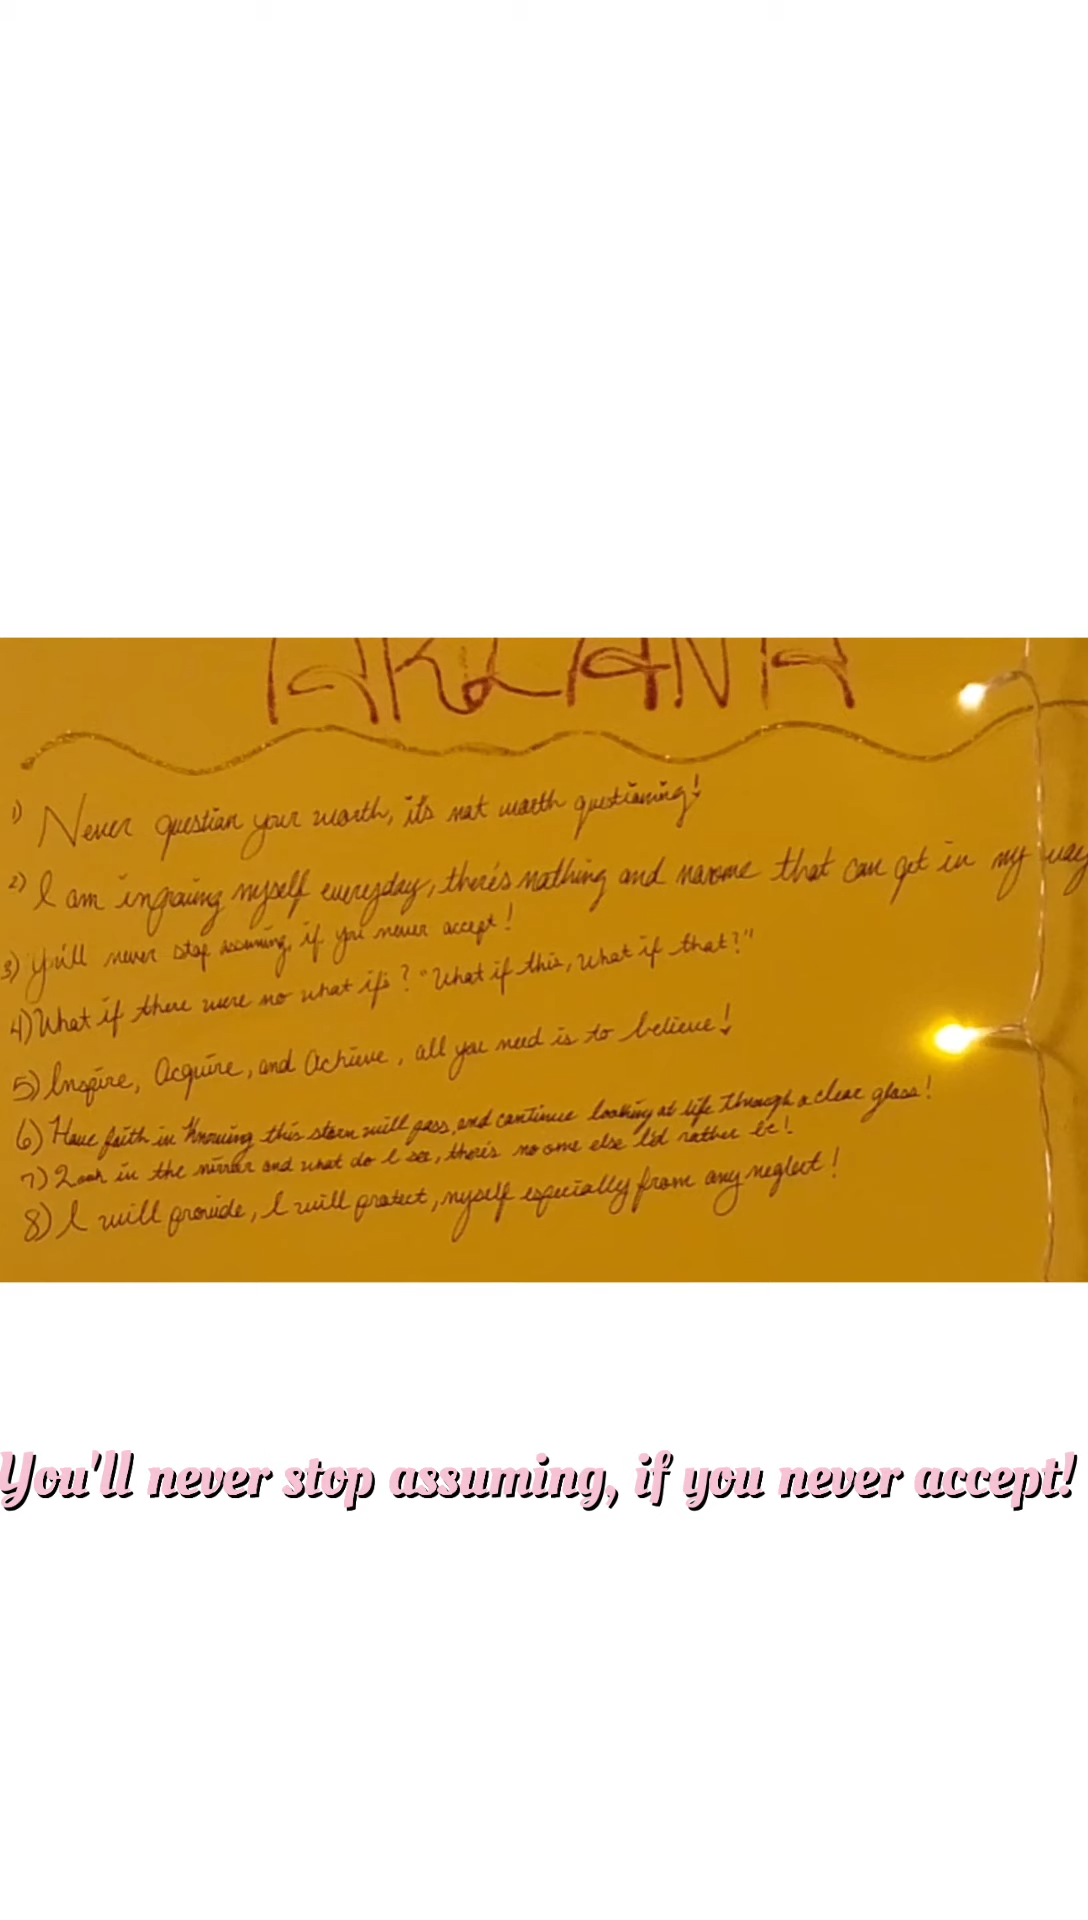 ARIANA
1) Never question your worth, it's not worth questioning!
2) I am ingraing myself everyday, there's nothing and noone that can get in my way
3) You'll never stop assuming, if you never accept!
4) What if there were no what ifs? "What if this, What if that?"
5) Inspire, Acquire, and Achieve, all you need is to believe!
6) Have faith in Knowing this storm will pass, and continue looking at life through a clear glass!
7) Look in the mirror and what do I see, there's no one else I'd rather be!
8) I will provide, I will protect, myself especially from any neglect!
You'll never stop assuming, if you never accept!